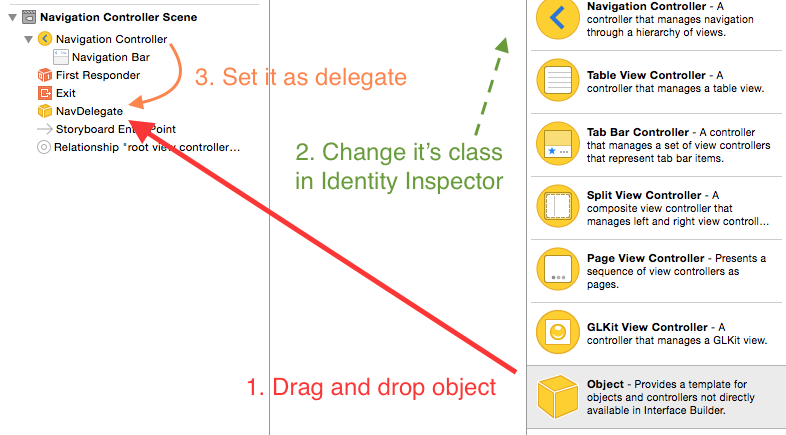 Navigation Controller Scene
Navigation Controller
Navigation Bar
First Responder
Exit
NavDelegate
Storyboard Entry Point
Relationship "root view controller...
3. Set it as delegate
2. Change it's class
in Identity Inspector
1. Drag and drop object
Navigation Controller - A
controller that manages navigation
through a hierarchy of views.
Table View Controller - A
controller that manages a table view.
Tab Bar Controller - A controller
that manages a set of view controllers
that represent tab bar items.
Split View Controller - A
composite view controller that
manages left and right view controll...
Page View Controller - Presents a
sequence of view controllers as
pages.
GLKit View Controller - A
controller that manages a GLKit view.
Object - Provides a template for
objects and controllers not directly
available in Interface Builder.